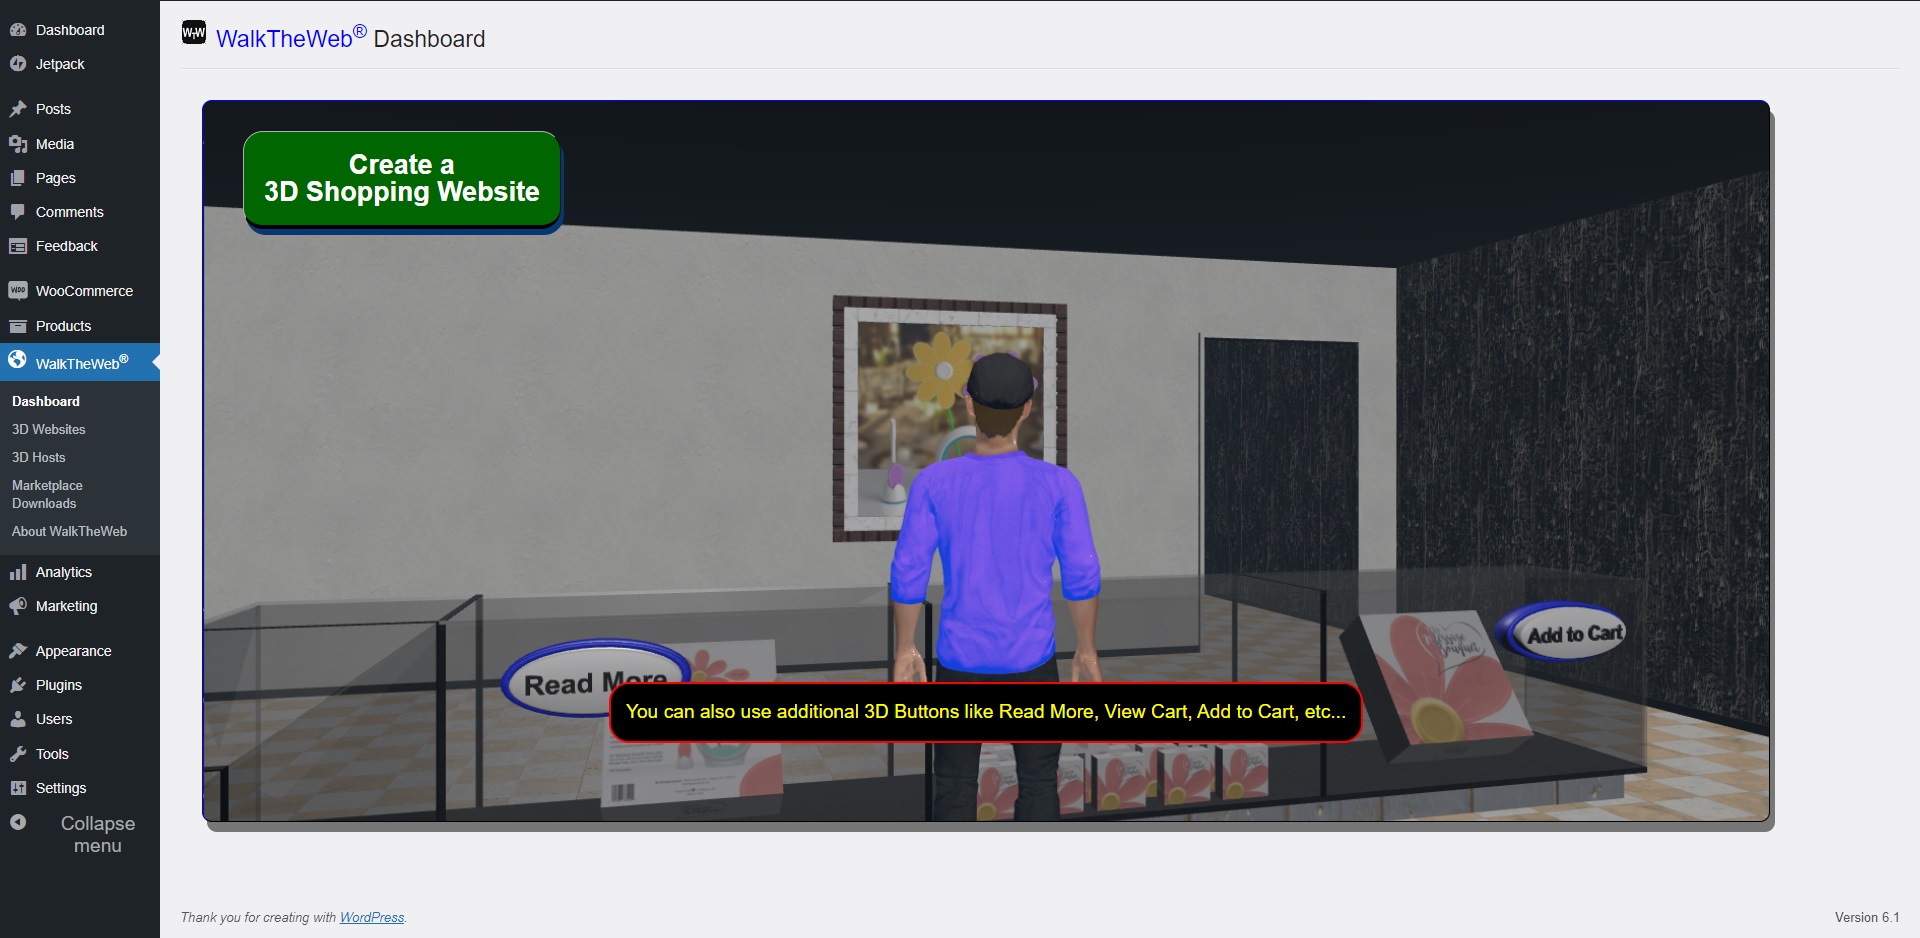 Dashboard
Jetpack
Posts
Media
Pages
Comments
Feedback
WooCommerce
Products
WalkTheWeb®
Dashboard
3D Websites
3D Hosts
Marketplace
Downloads
About WalkTheWeb
Analytics
Marketing
Appearance
Plugins
Users
Tools
Settings
Collapse
menu
WalkTheWeb® Dashboard
Create a
3D Shopping Website
Add to Cart
Read More
You can also use additional 3D Buttons like Read More, View Cart, Add to Cart, etc...
Thank you for creating with WordPress.
Version 6.1